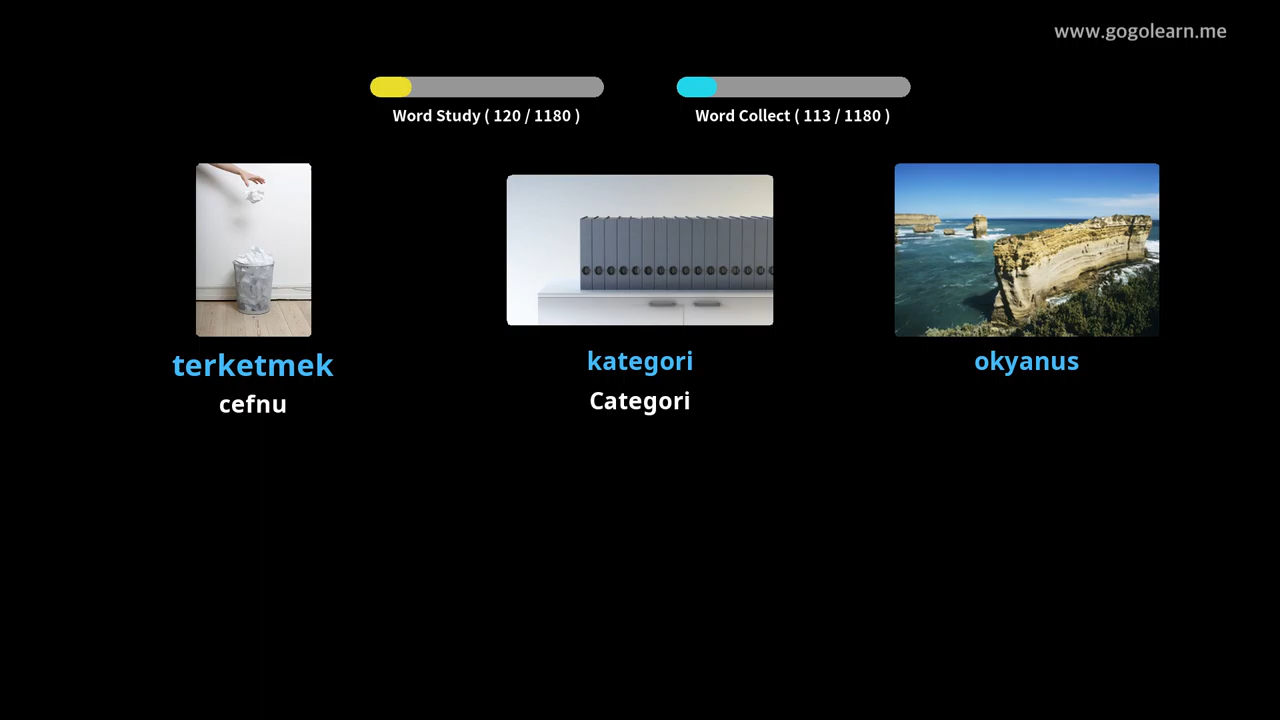 www.gogolearn.me
Word Study ( 120 / 1180 )
Word Collect ( 113 / 1180 )
terketmek
cefnu
kategori
Categori
okyanus